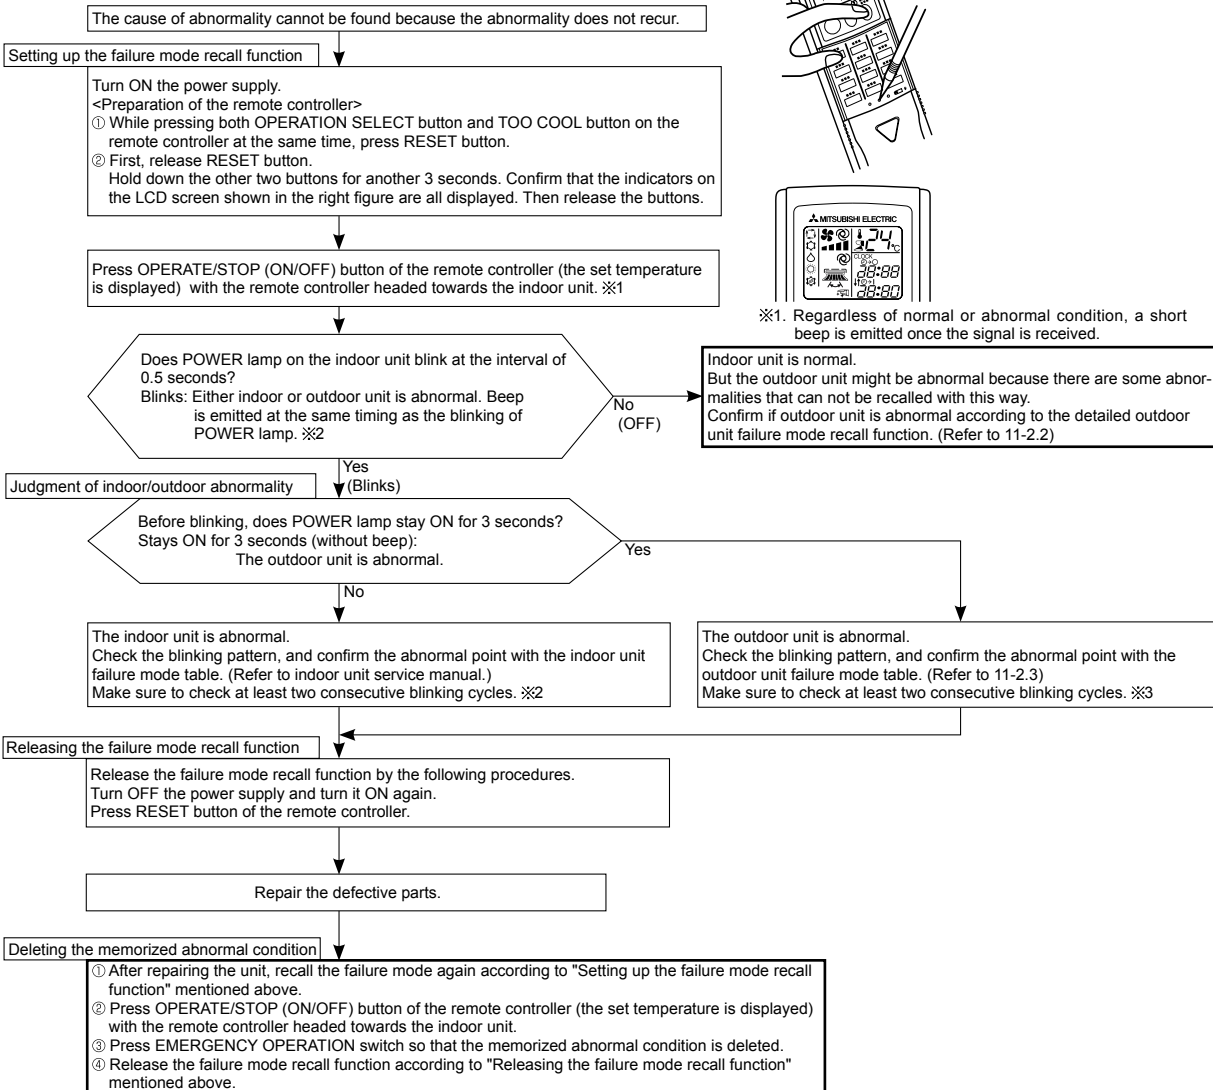 The cause of abnormality cannot be found because the abnormality does not recur.
Setting up the failure mode recall function
Turn ON the power supply.
<Preparation of the remote controller>
① While pressing both OPERATION SELECT button and TOO COOL button on the
remote controller at the same time, press RESET button.
② First, release RESET button.
Hold down the other two buttons for another 3 seconds. Confirm that the indicators on
the LCD screen shown in the right figure are all displayed. Then release the buttons.
MITSUBISHI ELECTRIC
24 °C
CLOCK
28:88
28:80
Press OPERATE/STOP (ON/OFF) button of the remote controller (the set temperature
is displayed) with the remote controller headed towards the indoor unit. ※1
※1. Regardless of normal or abnormal condition, a short
beep is emitted once the signal is received.
Does POWER lamp on the indoor unit blink at the interval of
0.5 seconds?
Blinks: Either indoor or outdoor unit is abnormal. Beep
is emitted at the same timing as the blinking of
POWER lamp. ※2
No
(OFF)
Indoor unit is normal.
But the outdoor unit might be abnormal because there are some abnor-
malities that can not be recalled with this way.
Confirm if outdoor unit is abnormal according to the detailed outdoor
unit failure mode recall function. (Refer to 11-2.2)
Yes
(Blinks)
Judgment of indoor/outdoor abnormality
Before blinking, does POWER lamp stay ON for 3 seconds?
Stays ON for 3 seconds (without beep):
The outdoor unit is abnormal.
Yes
No
The indoor unit is abnormal.
Check the blinking pattern, and confirm the abnormal point with the indoor unit
failure mode table. (Refer to indoor unit service manual.)
Make sure to check at least two consecutive blinking cycles. ※2
The outdoor unit is abnormal.
Check the blinking pattern, and confirm the abnormal point with the
outdoor unit failure mode table. (Refer to 11-2.3)
Make sure to check at least two consecutive blinking cycles. ※3
Releasing the failure mode recall function
Release the failure mode recall function by the following procedures.
Turn OFF the power supply and turn it ON again.
Press RESET button of the remote controller.
Repair the defective parts.
Deleting the memorized abnormal condition
① After repairing the unit, recall the failure mode again according to "Setting up the failure mode recall
function" mentioned above.
② Press OPERATE/STOP (ON/OFF) button of the remote controller (the set temperature is displayed)
with the remote controller headed towards the indoor unit.
③ Press EMERGENCY OPERATION switch so that the memorized abnormal condition is deleted.
④ Release the failure mode recall function according to "Releasing the failure mode recall function"
mentioned above.